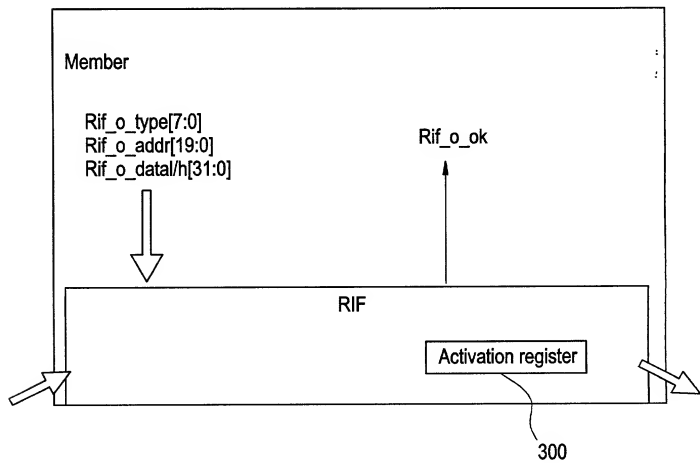 Member
Rif_o_type[7:0]
Rif_o_addr[19:0]
Rif_o_datal/h[31:0]
Rif_o_ok
RIF
Activation register
300